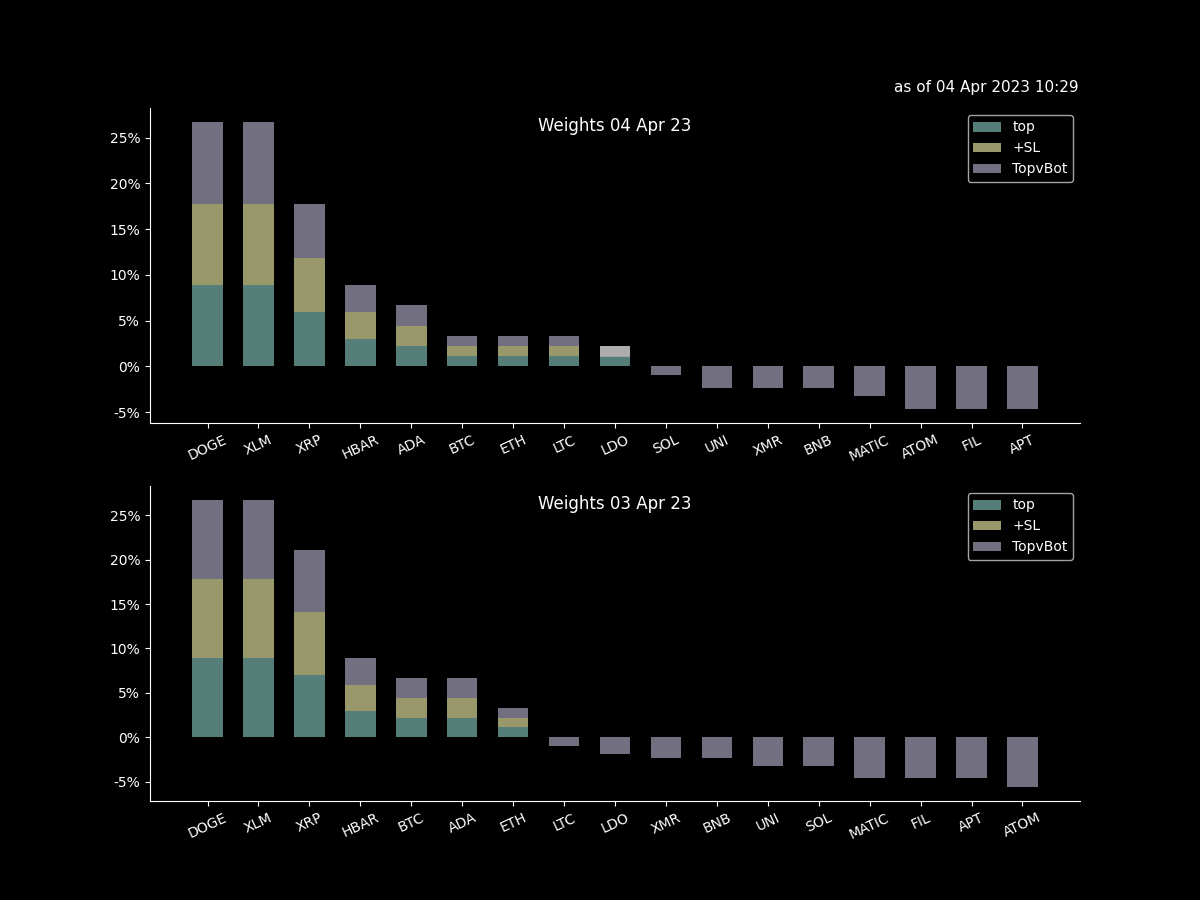 as of 04 Apr 2023 10:29
Weights 04 Apr 23
top
+SL
TopvBot
25%
20%
15%
10%
5%
0%
-5%
DOGE XLM XRP HBAR ADA BTC ETH LTC LDO SOL UNI XMR BNB MATIC ATOM FIL APT
Weights 03 Apr 23
top
+SL
TopvBot
25%
20%
15%
10%
5%
0%
-5%
DOGE XLM XRP HBAR BTC ADA ETH LTC LDO XMR BNB UNI SOL MATIC FIL APT ATOM